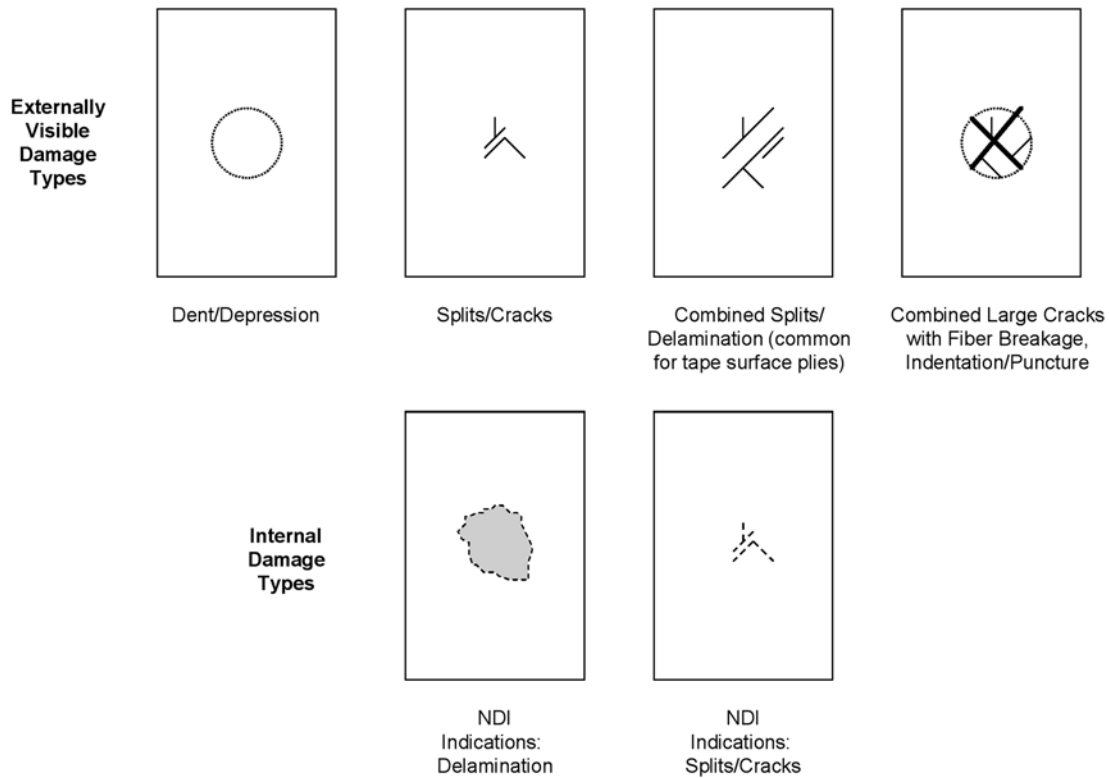 Externally
Visible
Damage
Types
Dent/Depression
Splits/Cracks
Combined Splits/
Delamination (common
for tape surface plies)
Combined Large Cracks
with Fiber Breakage,
Indentation/Puncture
Internal
Damage
Types
NDI
Indications:
Delamination
NDI
Indications:
Splits/Cracks